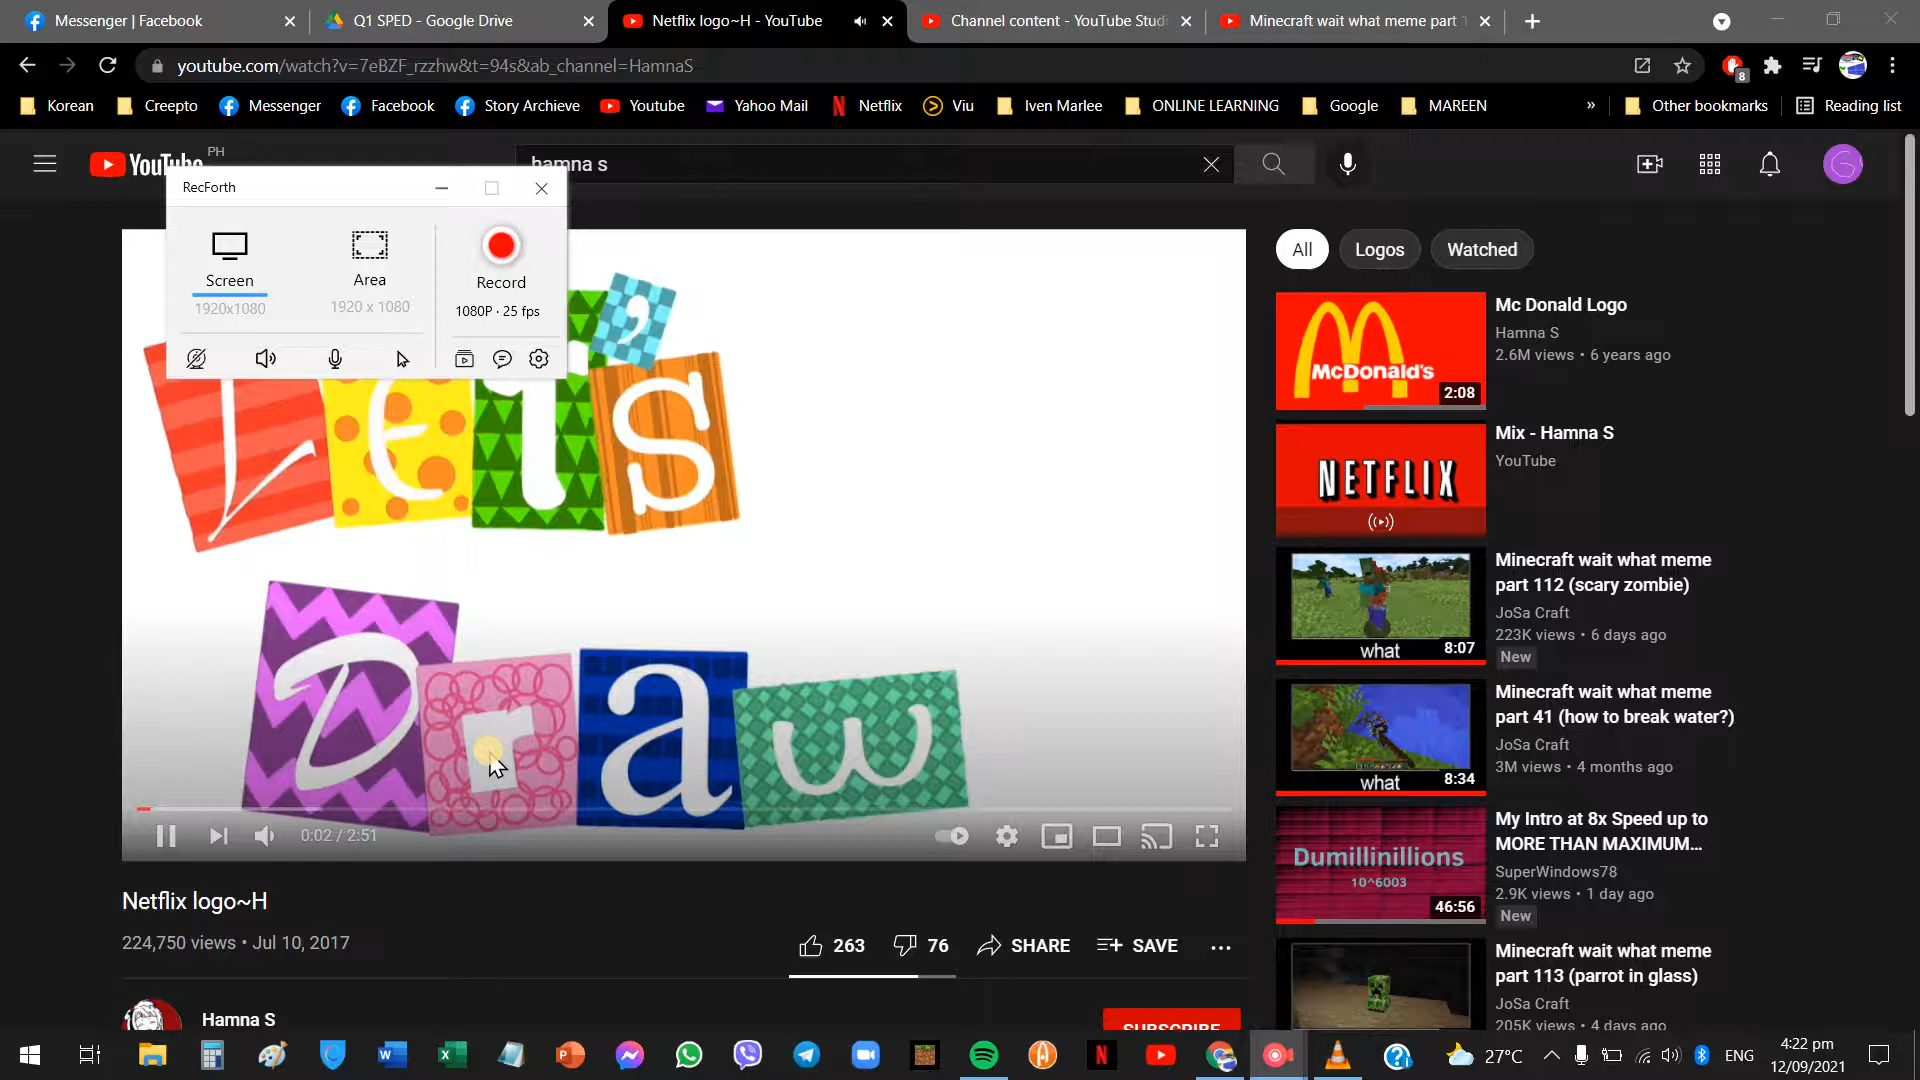 Messenger | Facebook
Q1 SPED - Google Drive
Netflix logo~H - YouTube
Channel content - YouTube Stud
Minecraft wait what meme part 1
youtube.com/watch?v=7eBZF_rzzhw&t=94s&ab_channel=HamnaS
8
Korean
Creepto
Messenger
Facebook
Story Archieve
Youtube
Yahoo Mail
Netflix
Viu
Iven Marlee
ONLINE LEARNING
Google
MAREEN
»
Other bookmarks
Reading list
YouTube PH
hamna s
G
RecForth
Screen
1920x1080
Area
1920 x 1080
Record
1080P · 25 fps
Let's
Draw
0:02 / 2:51
Netflix logo~H
224,750 views • Jul 10, 2017
263
76
SHARE
SAVE
Hamna S
SUBSCRIBE
All
Logos
Watched
McDonald's
2:08
Mc Donald Logo
Hamna S
2.6M views • 6 years ago
NETFLIX
Mix - Hamna S
YouTube
what
8:07
Minecraft wait what meme
part 112 (scary zombie)
JoSa Craft
223K views • 6 days ago
New
what
8:34
Minecraft wait what meme
part 41 (how to break water?)
JoSa Craft
3M views • 4 months ago
Dumillinillions
10^6003
46:56
My Intro at 8x Speed up to
MORE THAN MAXIMUM...
SuperWindows78
2.9K views • 1 day ago
New
Minecraft wait what meme
part 113 (parrot in glass)
JoSa Craft
205K views • 4 days ago
27°C
ENG
4:22 pm
12/09/2021